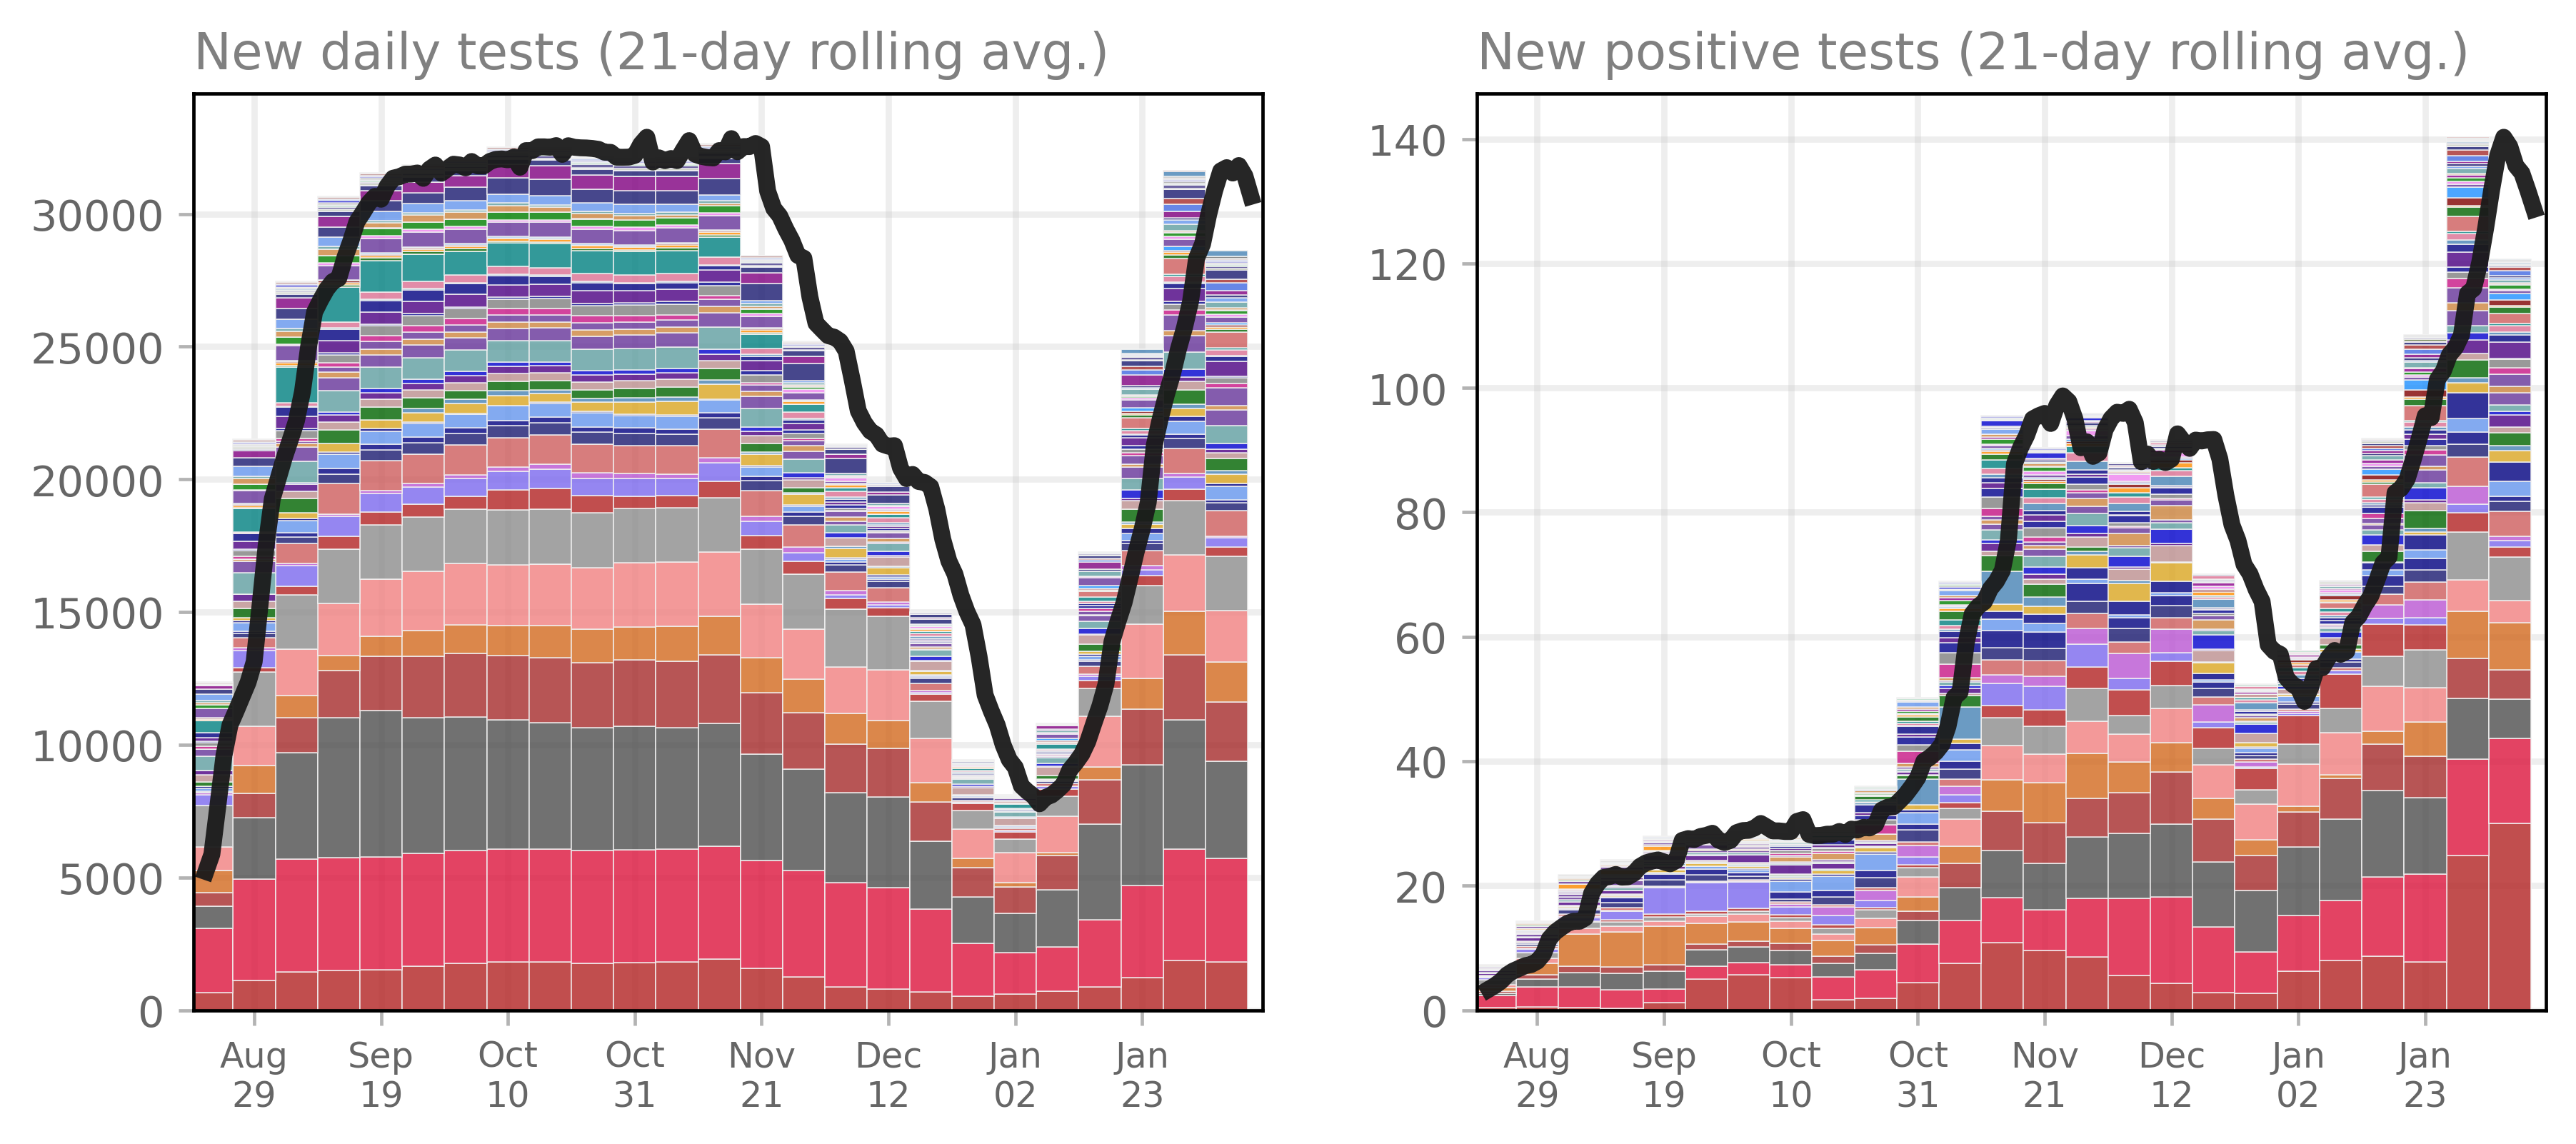 New daily tests (21-day rolling avg.)
30000
25000
20000
15000
10000
5000
0
Aug 29
Sep 19
Oct 10
Oct 31
Nov 21
Dec 12
Jan 02
Jan 23
New positive tests (21-day rolling avg.)
140
120
100
80
60
40
20
0
Aug 29
Sep 19
Oct 10
Oct 31
Nov 21
Dec 12
Jan 02
Jan 23